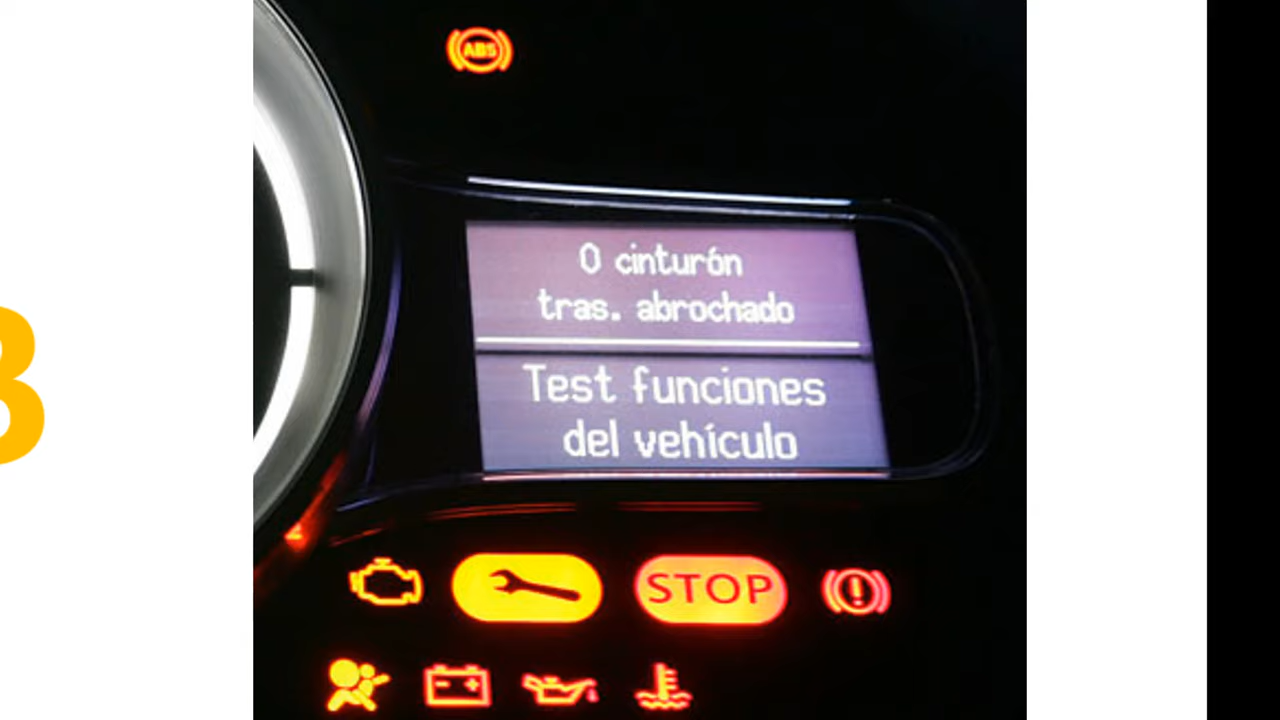 ABS
0 cinturón
tras. abrochado
Test funciones
del vehículo
STOP